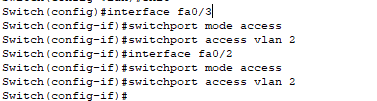 Switch(config)#interface fa0/3
Switch(config-if)#switchport mode access
Switch(config-if)#switchport access vlan 2
Switch(config-if)#interface fa0/2
Switch(config-if)#switchport mode access
Switch(config-if)#switchport access vlan 2
Switch(config-if)#